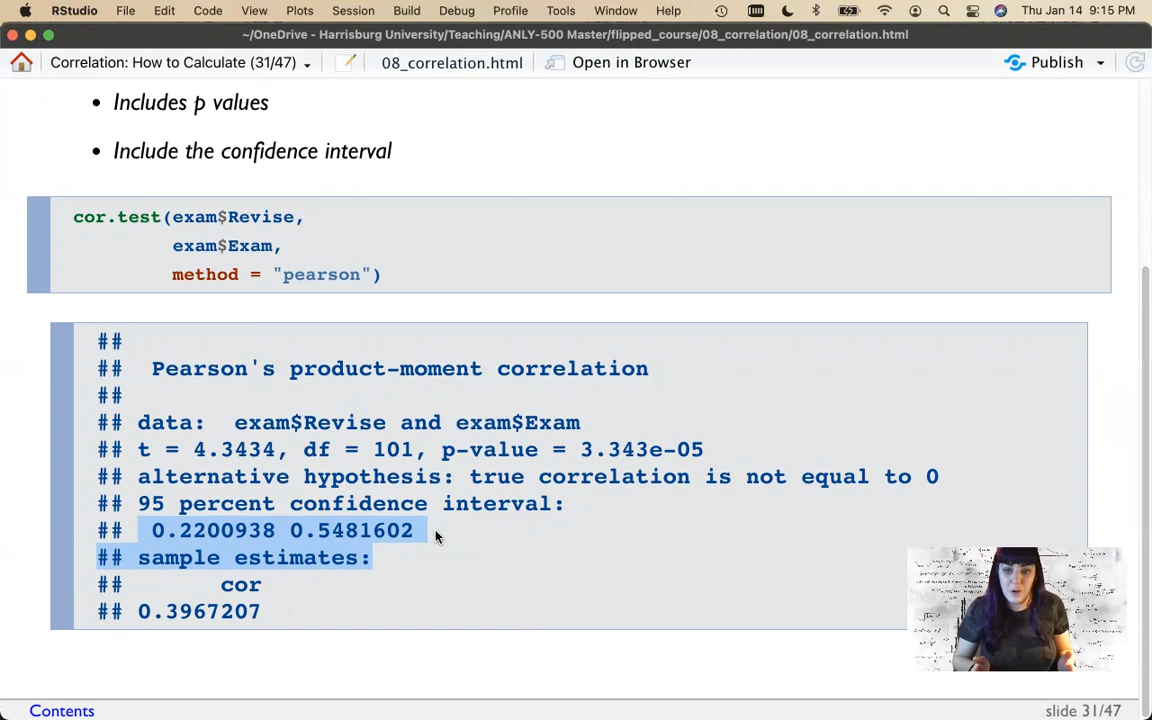 RStudio File Edit View Plots Session Build Debug Profile Tools Window Help Thu Jan 14 9:15 PM
~/OneDrive - Harrisburg University/Teaching/ANLY-500 Master/flipped_course/08_correlation/08_correlation.html
Correlation: How to Calculate (31/47) 08_correlation.html Open in Browser Publish
• Includes p values
• Include the confidence interval
cor.test(exam$Revise,
exam$Exam,
method = "pearson")
##
## Pearson's product-moment correlation
##
## data: exam$Revise and exam$Exam
## t = 4.3434, df = 101, p-value = 3.343e-05
## alternative hypothesis: true correlation is not equal to 0
## 95 percent confidence interval:
## 0.2200938 0.5481602
## sample estimates:
## cor
## 0.3967207
Contents slide 31/47